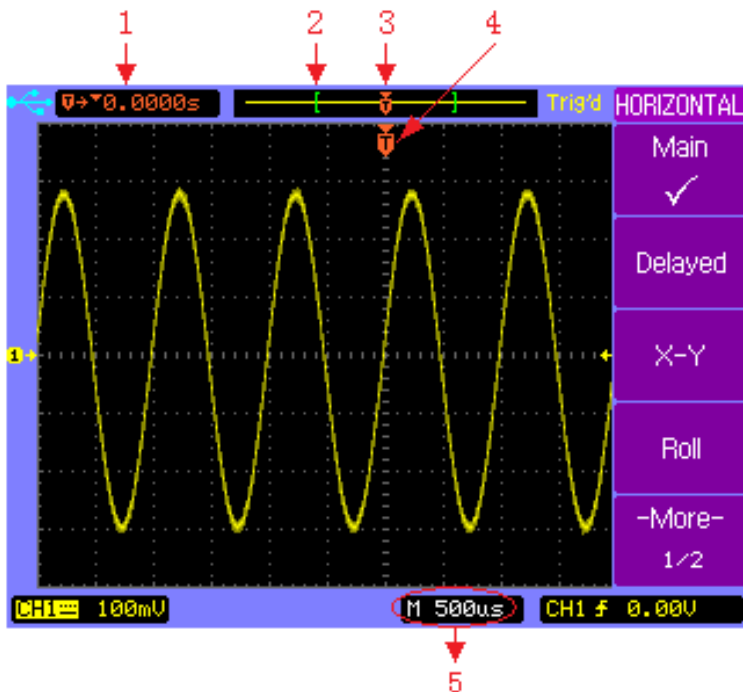 1 2 3 4
T→▼0.0000s T Trig'd HORIZONTAL
T
Main
✓
Delayed
1
X-Y
Roll
-More-
1/2
CH1 100mV M 500us CH1 0.00V
5